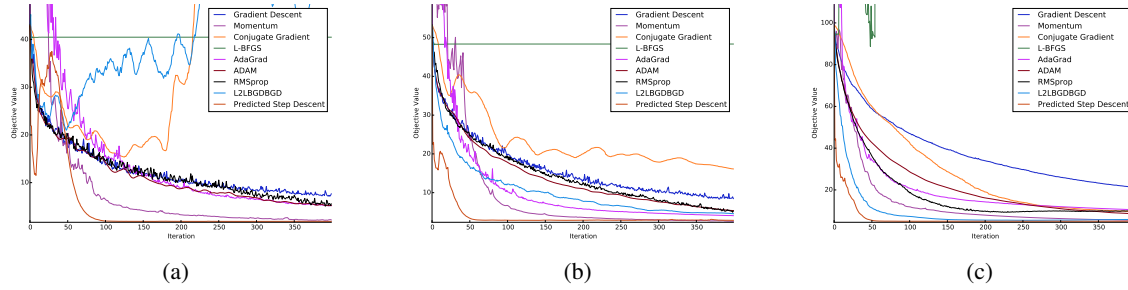 Objective Value
40
30
20
10
0
50
100
150
200
250
300
350
Iteration
Gradient Descent
Momentum
Conjugate Gradient
L-BFGS
AdaGrad
ADAM
RMSprop
L2LBGDBGD
Predicted Step Descent
(a)
Objective Value
50
40
30
20
10
0
50
100
150
200
250
300
350
Iteration
Gradient Descent
Momentum
Conjugate Gradient
L-BFGS
AdaGrad
ADAM
RMSprop
L2LBGDBGD
Predicted Step Descent
(b)
Objective Value
100
80
60
40
20
0
50
100
150
200
250
300
350
Iteration
Gradient Descent
Momentum
Conjugate Gradient
L-BFGS
AdaGrad
ADAM
RMSprop
L2LBGDBGD
Predicted Step Descent
(c)